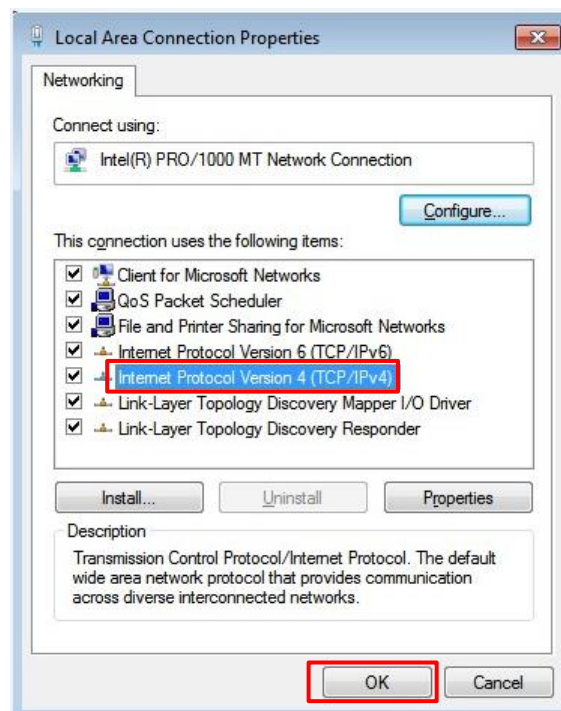 Local Area Connection Properties
Networking
Connect using:
Intel(R) PRO/1000 MT Network Connection
Configure...
This connection uses the following items:
Client for Microsoft Networks
QoS Packet Scheduler
File and Printer Sharing for Microsoft Networks
Internet Protocol Version 6 (TCP/IPv6)
Internet Protocol Version 4 (TCP/IPv4)
Link-Layer Topology Discovery Mapper I/O Driver
Link-Layer Topology Discovery Responder
Install... Uninstall Properties
Description
Transmission Control Protocol/Internet Protocol. The default
wide area network protocol that provides communication
across diverse interconnected networks.
OK Cancel